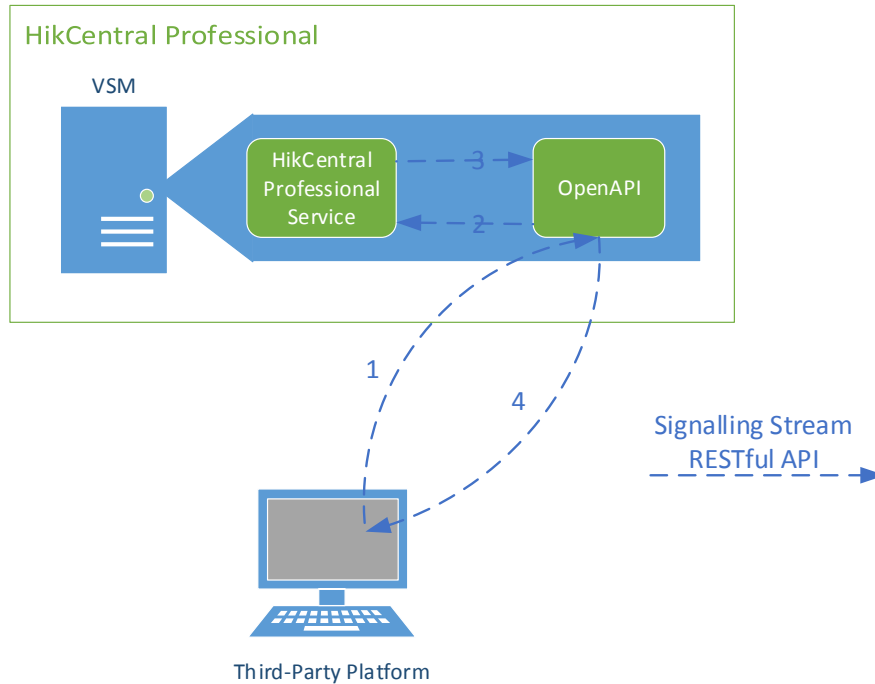 HikCentral Professional
VSM
HikCentral
Professional
Service
3
OpenAPI
2
1
4
Signalling Stream
RESTful API
Third-Party Platform